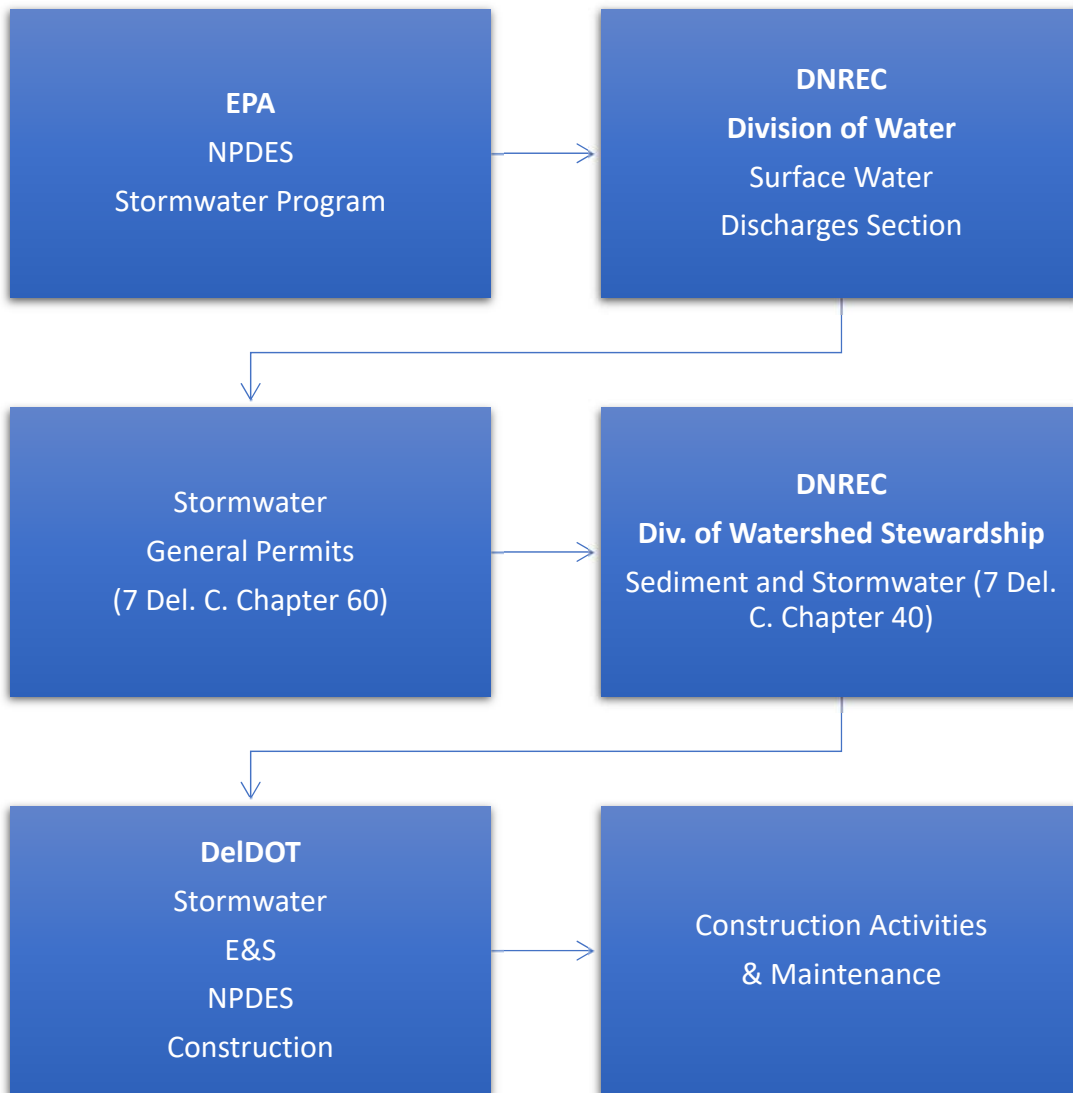 EPA
NPDES
Stormwater Program
DNREC
Division of Water
Surface Water
Discharges Section
Stormwater
General Permits
(7 Del. C. Chapter 60)
DNREC
Div. of Watershed Stewardship
Sediment and Stormwater (7 Del.
C. Chapter 40)
DelDOT
Stormwater
E&S
NPDES
Construction
Construction Activities
& Maintenance